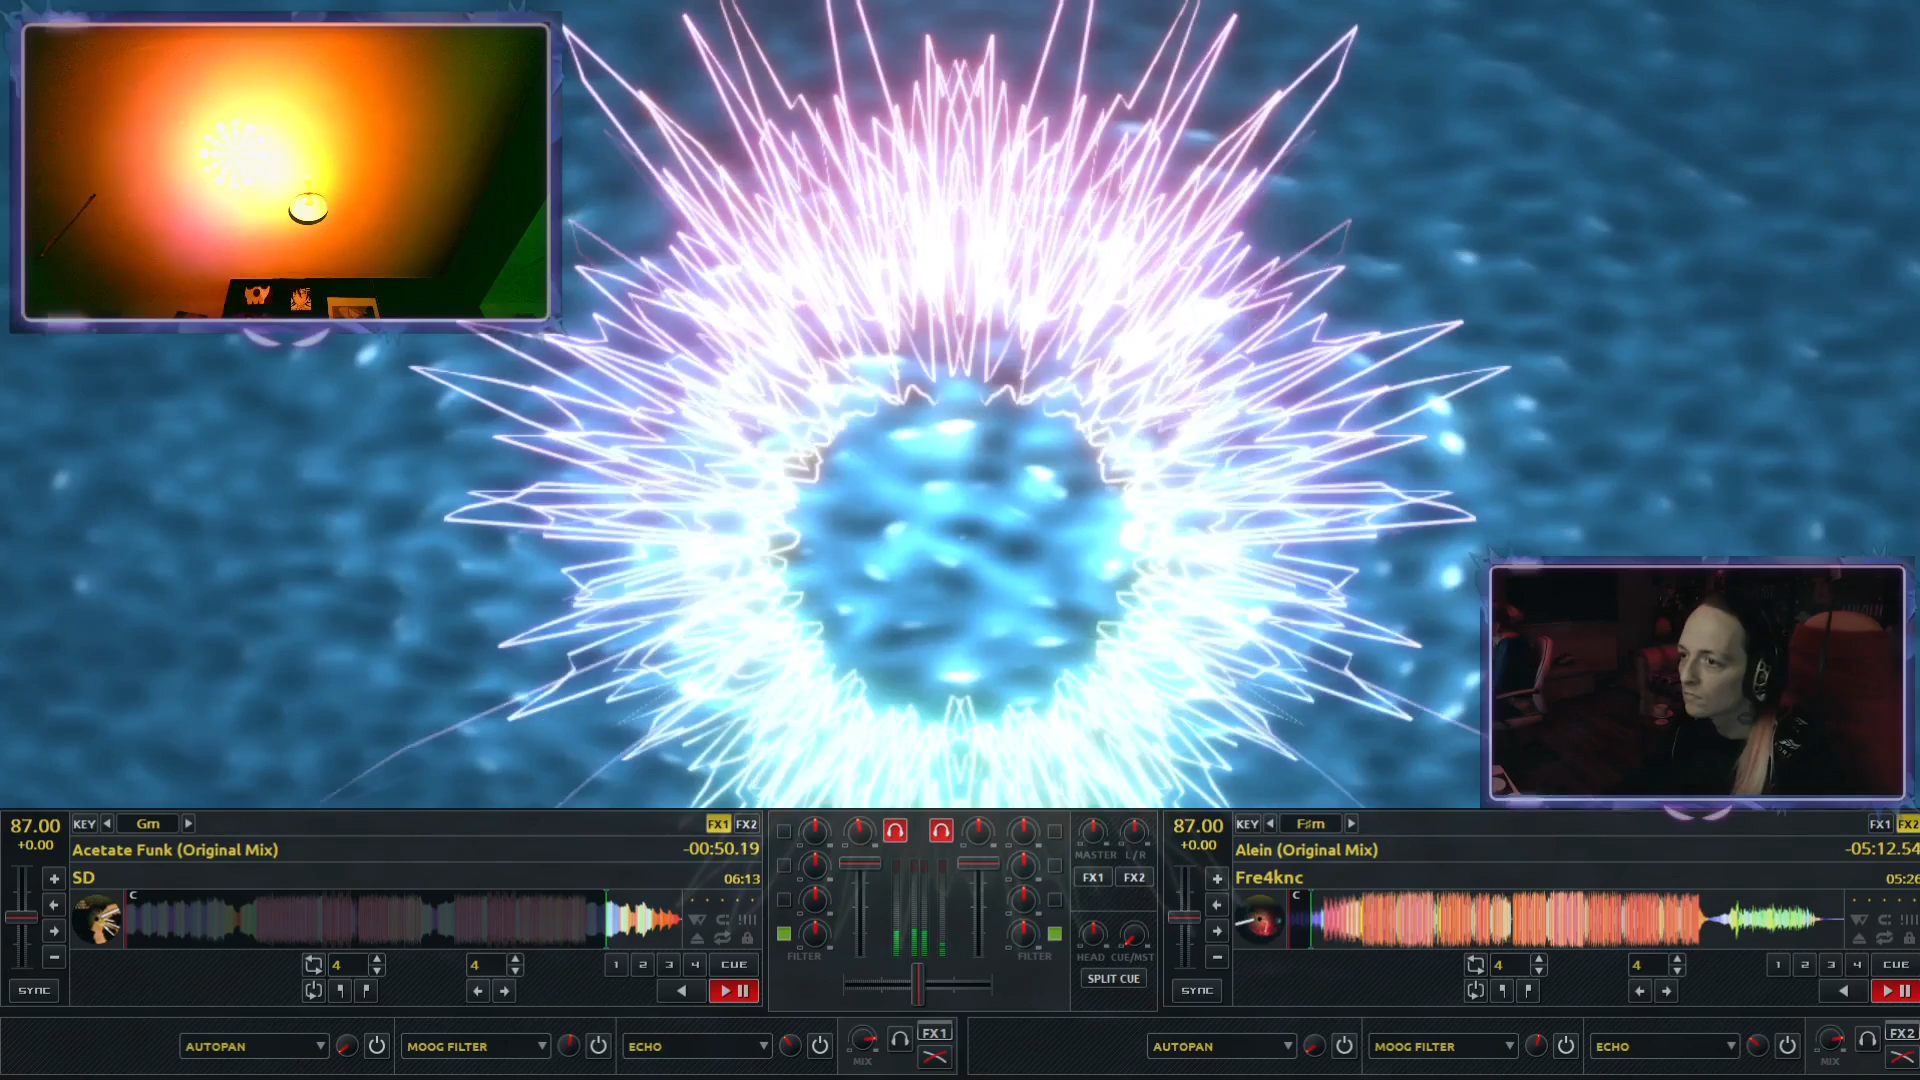 87.00
+0.00
KEY Gm FX1 FX2
Acetate Funk (Original Mix) -00:50.19
SD 06:13
C
4 4 1 2 3 4 CUE
SYNC
FILTER FILTER
MASTER L/R
FX1 FX2
HEAD CUE/MST
SPLIT CUE
87.00
+0.00
KEY F♯m FX1 FX2
Alein (Original Mix) -05:12.54
Fre4knc 05:26
C
4 4 1 2 3 4 CUE
SYNC
AUTOPAN MOOG FILTER ECHO MIX FX1
AUTOPAN MOOG FILTER ECHO MIX FX2